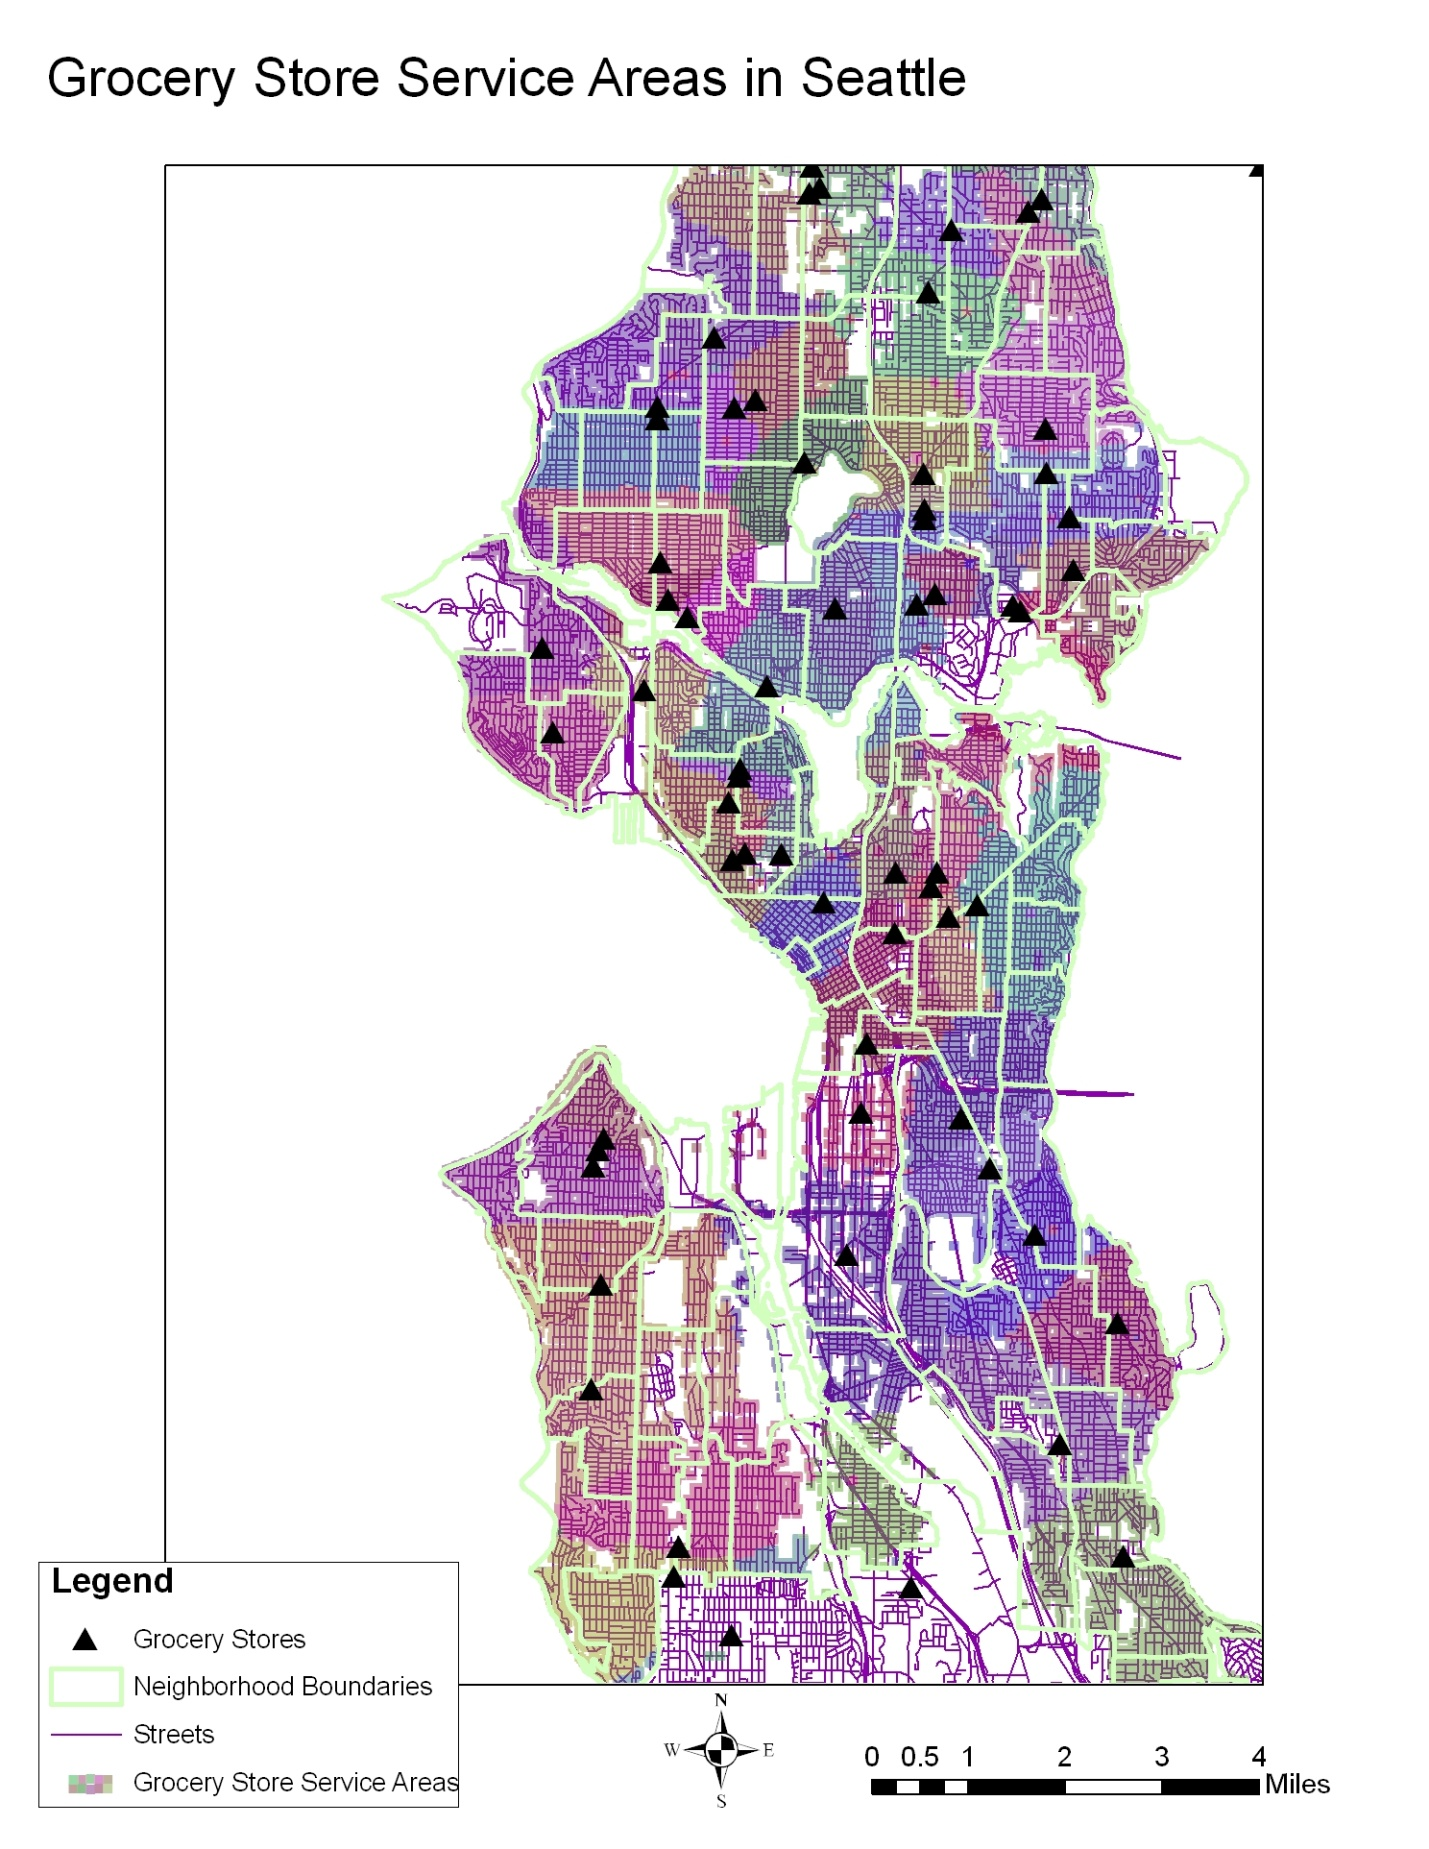 Grocery Store Service Areas in Seattle
Legend
Grocery Stores
Neighborhood Boundaries
Streets
Grocery Store Service Areas
N
W E
S
0 0.5 1 2 3 4
Miles